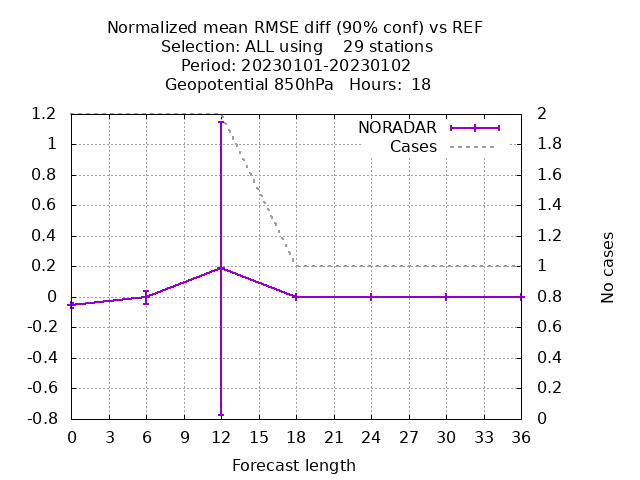 Normalized mean RMSE diff (90% conf) vs REF
Selection: ALL using    29 stations
Period: 20230101-20230102
Geopotential 850hPa   Hours:  18
NORADAR
Cases
1.2
1
0.8
0.6
0.4
0.2
0
-0.2
-0.4
-0.6
-0.8
2
1.8
1.6
1.4
1.2
1
0.8
0.6
0.4
0.2
0
No cases
0 3 6 9 12 15 18 21 24 27 30 33 36
Forecast length